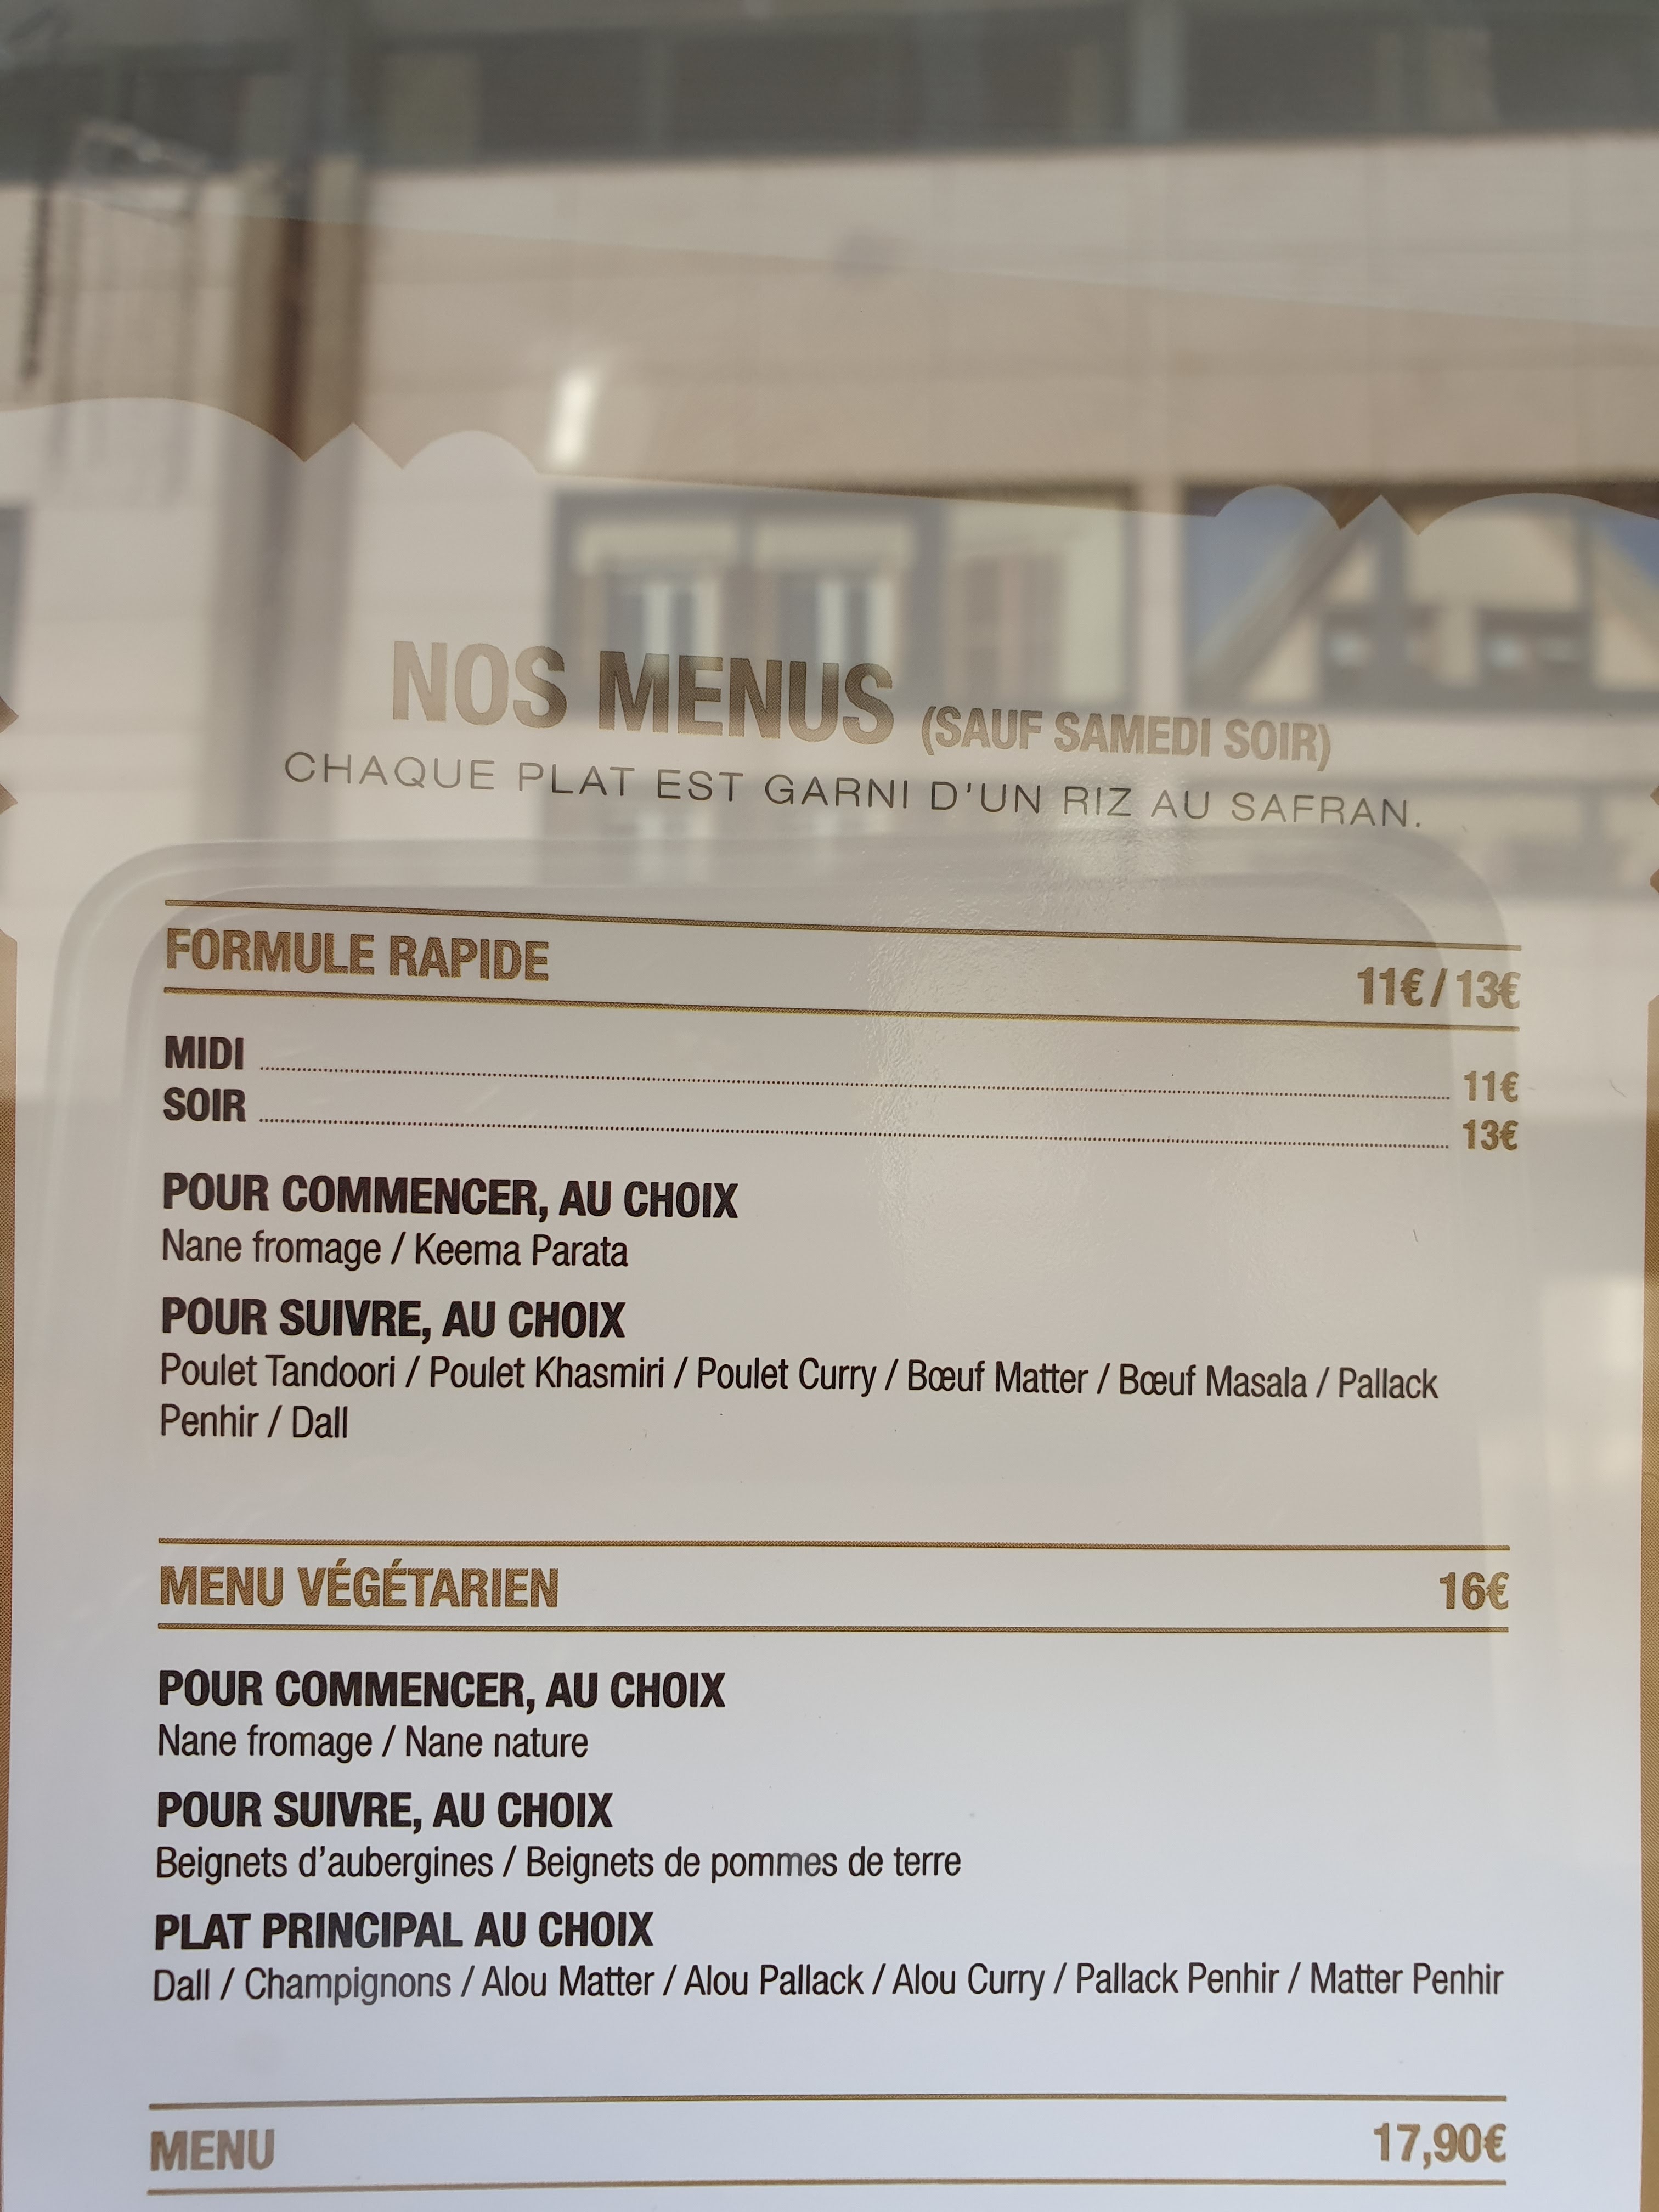 NOS MENUS (SAUF SAMEDI SOIR)
CHAQUE PLAT EST GARNI D'UN RIZ AU SAFRAN.
FORMULE RAPIDE 11€ / 13€
MIDI 11€
SOIR 13€
POUR COMMENCER, AU CHOIX
Nane fromage / Keema Parata
POUR SUIVRE, AU CHOIX
Poulet Tandoori / Poulet Khasmiri / Poulet Curry / Bœuf Matter / Bœuf Masala / Pallack
Penhir / Dall
MENU VÉGÉTARIEN 16€
POUR COMMENCER, AU CHOIX
Nane fromage / Nane nature
POUR SUIVRE, AU CHOIX
Beignets d'aubergines / Beignets de pommes de terre
PLAT PRINCIPAL AU CHOIX
Dall / Champignons / Alou Matter / Alou Pallack / Alou Curry / Pallack Penhir / Matter Penhir
MENU 17,90€